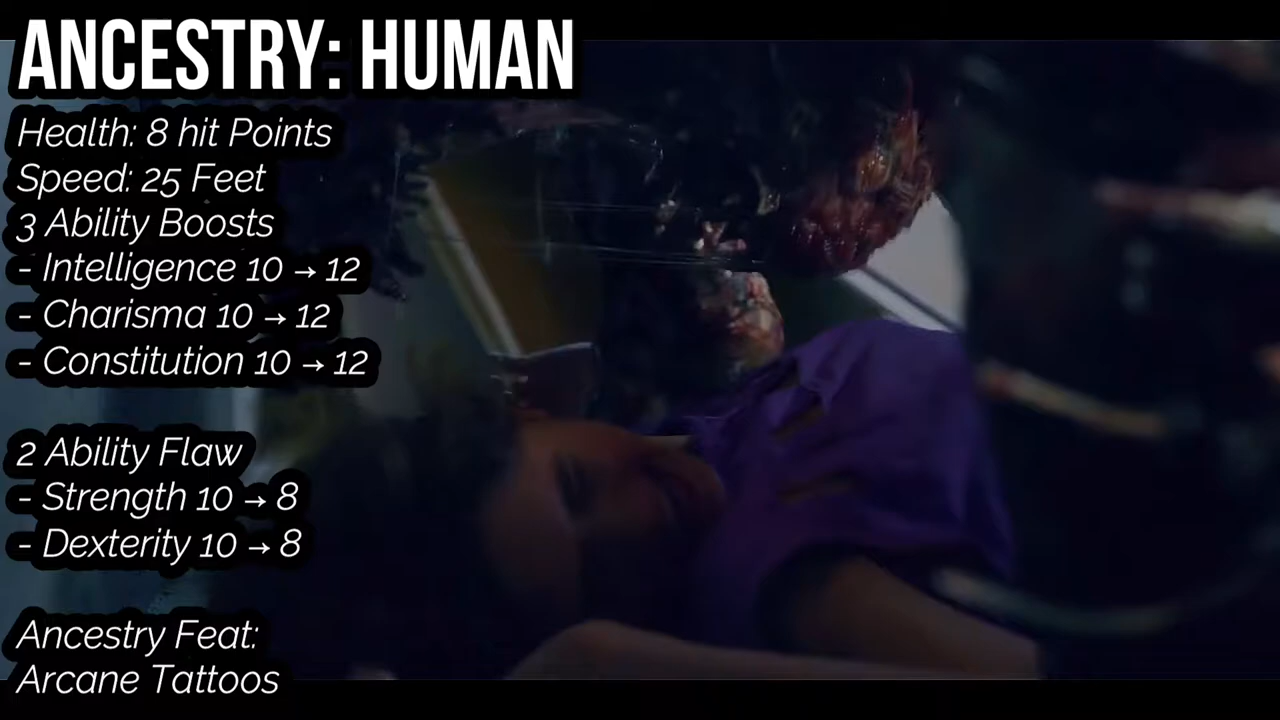 ANCESTRY: HUMAN
Health: 8 hit Points
Speed: 25 Feet
3 Ability Boosts
- Intelligence 10 → 12
- Charisma 10 → 12
- Constitution 10 → 12
2 Ability Flaw
- Strength 10 → 8
- Dexterity 10 → 8
Ancestry Feat:
Arcane Tattoos